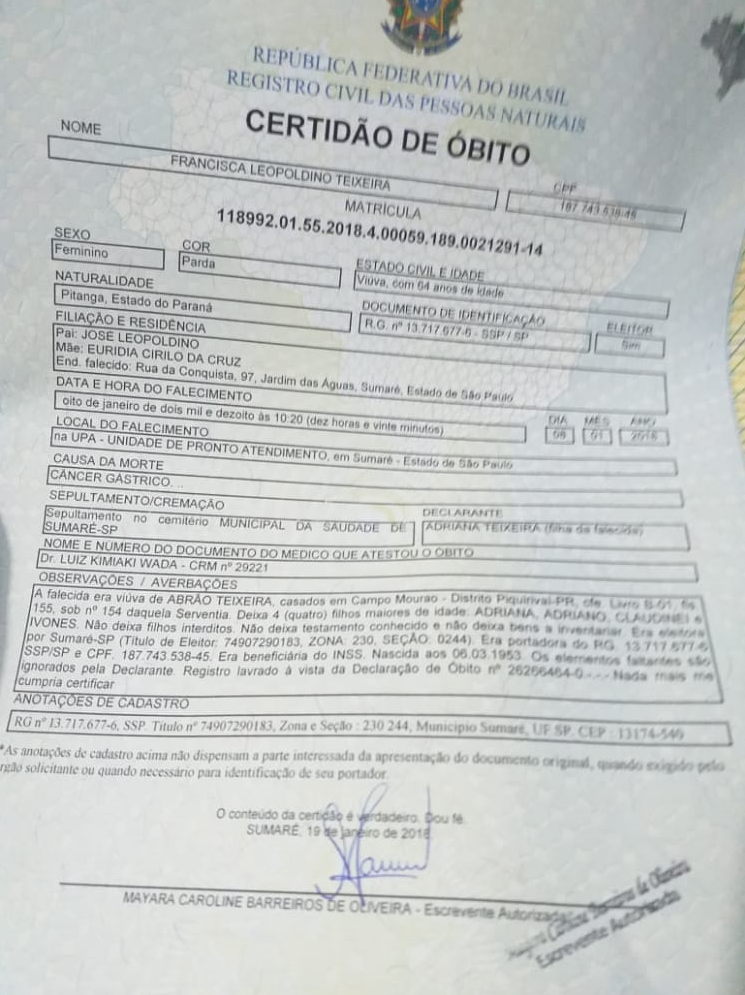 REPÚBLICA FEDERATIVA DO BRASIL
REGISTRO CIVIL DAS PESSOAS NATURAIS
CERTIDÃO DE ÓBITO
NOME
FRANCISCA LEOPOLDINO TEIXEIRA
CPF
187.743.538-45
MATRÍCULA
118992.01.55.2018.4.00059.189.0021291-14
SEXO
Feminino
COR
Parda
ESTADO CIVIL E IDADE
Viúva, com 64 anos de idade
NATURALIDADE
Pitanga, Estado do Paraná
DOCUMENTO DE IDENTIFICAÇÃO
R.G. nº 13.717.677-6 - SSP / SP
ELEITOR
Sim
FILIAÇÃO E RESIDÊNCIA
Pai: JOSÉ LEOPOLDINO
Mãe: EURIDIA CIRILO DA CRUZ
End. falecido: Rua da Conquista, 97, Jardim das Águas, Sumaré, Estado de São Paulo
DATA E HORA DO FALECIMENTO
oito de janeiro de dois mil e dezoito às 10:20 (dez horas e vinte minutos)
DIA
MÊS
ANO
01
2018
LOCAL DO FALECIMENTO
na UPA - UNIDADE DE PRONTO ATENDIMENTO, em Sumaré - Estado de São Paulo
CAUSA DA MORTE
CÂNCER GÁSTRICO. ..
SEPULTAMENTO/CREMAÇÃO
Sepultamento no cemitério MUNICIPAL DA SAUDADE DE
SUMARÉ-SP
DECLARANTE
ADRIANA TEIXEIRA (filha da falecida)
NOME E NÚMERO DO DOCUMENTO DO MÉDICO QUE ATESTOU O ÓBITO
Dr. LUIZ KIMIAKI WADA - CRM nº 29221
OBSERVAÇÕES / AVERBAÇÕES
A falecida era viúva de ABRÃO TEIXEIRA, casados em Campo Mourao - Distrito Piquirivai-PR, cfe. Livro B-01, fls
155, sob nº 154 daquela Serventia. Deixa 4 (quatro) filhos maiores de idade: ADRIANA, ADRIANO, CLAUDINEI e
IVONES. Não deixa filhos interditos. Não deixa testamento conhecido e não deixa bens a inventariar. Era eleitora
por Sumaré-SP (Título de Eleitor: 74907290183, ZONA: 230, SEÇÃO: 0244). Era portadora do RG. 13.717.677-6
SSP/SP e CPF. 187.743.538-45. Era beneficiária do INSS. Nascida aos 06.03.1953. Os elementos faltantes são
ignorados pela Declarante. Registro lavrado à vista da Declaração de Óbito nº 26266464-0.- - - Nada mais me
cumpria certificar
ANOTAÇÕES DE CADASTRO
RG nº 13.717.677-6, SSP. Título nº 74907290183, Zona e Seção : 230 244, Município Sumaré, UF SP. CEP : 13174-540
*As anotações de cadastro acima não dispensam a parte interessada da apresentação do documento original, quando exigido pelo
rgão solicitante ou quando necessário para identificação de seu portador.
O conteúdo da certidão é verdadeiro. Dou fé.
SUMARÉ, 19 de janeiro de 2018
MAYARA CAROLINE BARREIROS DE OLIVEIRA - Escrevente Autorizada
Mayara Caroline Barreiros de Oliveira
Escrevente Autorizada